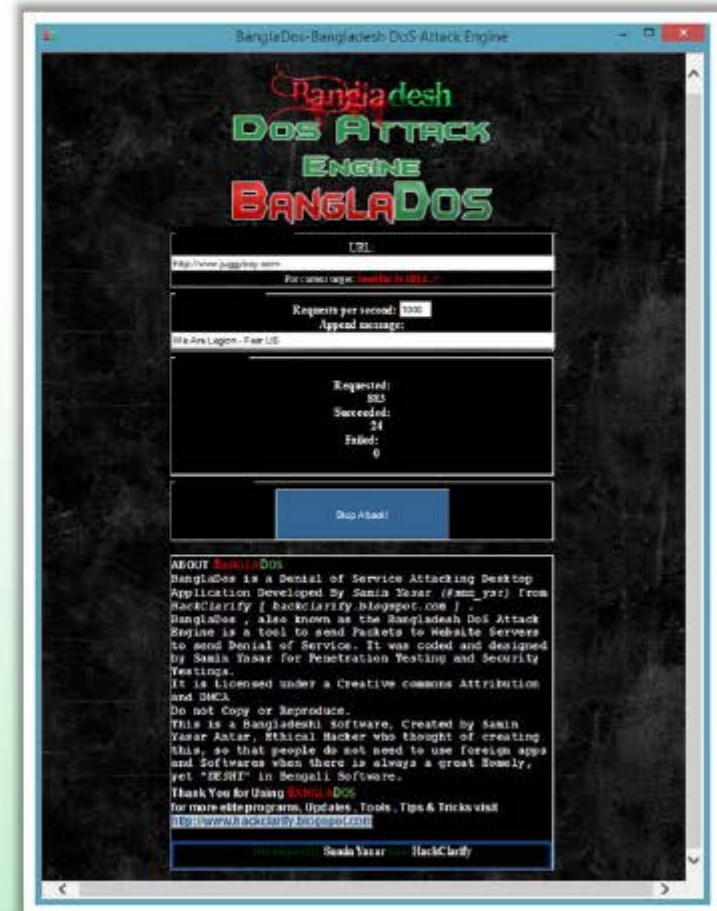 BanglaDos-Bangladesh DoS Attack Engine
Bangladesh
DOS ATTACK
ENGINE
BANGLADOS
URL:
For current target:
Requests per second: 1000
Append message:
We Are Legion - Fear US
Requested:
883
Succeeded:
24
Failed:
0
Stop Attack!
ABOUT BANGLADOS
BanglaDos is a Denial of Service Attacking Desktop
Application Developed By Samin Yasar from
HackClarify [ hackclarify.blogspot.com ] .
BanglaDos , also known as the Bangladesh DoS Attack
Engine is a tool to send Packets to Website Servers
to send Denial of Service. It was coded and designed
by Samin Yasar for Penetration Testing and Security
Testings.
It is Licensed under a Creative commons Attribution
and DMCA
Do not Copy or Reproduce.
This is a Bangladeshi Software, Created by Samin
Yasar Antar, Ethical Hacker who thought of creating
this, so that people do not need to use foreign apps
and Softwares when there is always a great Homely,
yet "DESHI" in Bengali Software.
Thank You for Using BANGLADOS
for more elite programs, Updates , Tools , Tips & Tricks visit
http://www.hackclarify.blogspot.com
Samin Yasar HackClarify